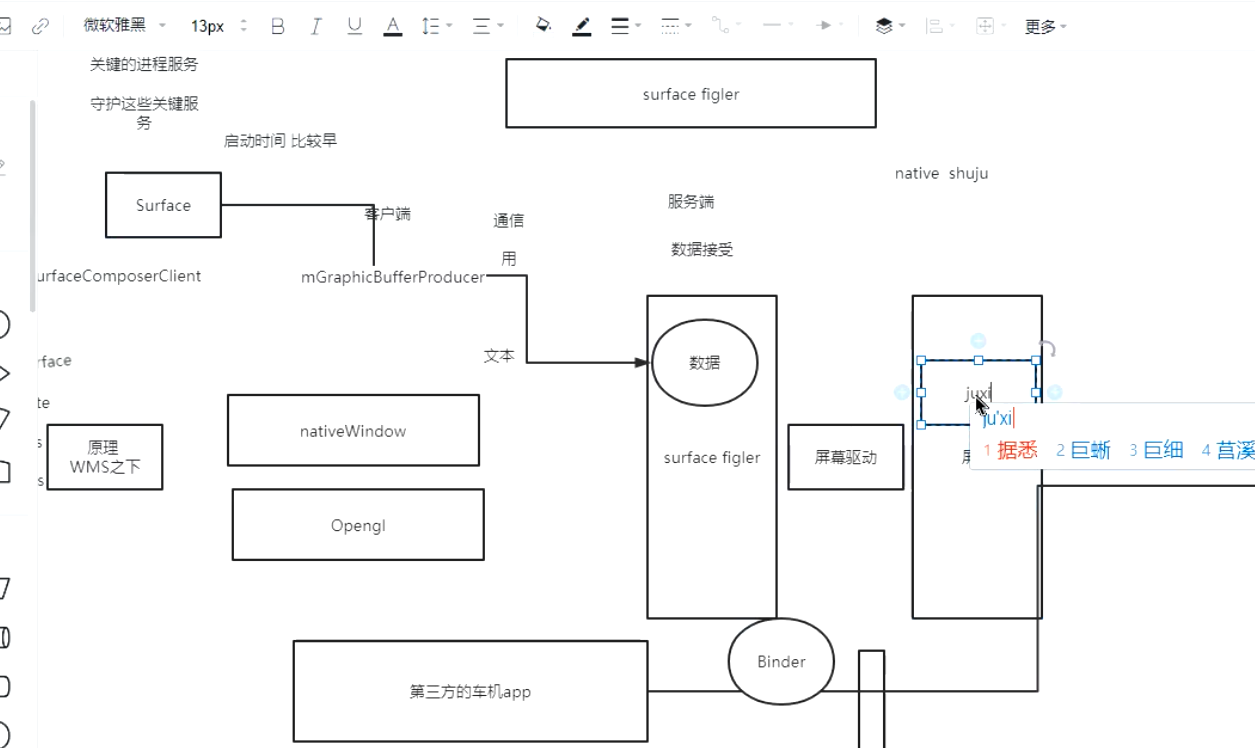 微软雅黑 13px B I U A 更多
关键的进程服务
守护这些关键服
务
surface figler
启动时间 比较早
native shuju
Surface
客户端
通信
服务端
用
数据接受
urfaceComposerClient
mGraphicBufferProducer
rface
文本
数据
te
juxi
ju'xi
1 据悉 2 巨蜥 3 巨细 4 莒溪
nativeWindow
s
原理
WMS之下
surface figler
屏幕驱动
s
Opengl
Binder
第三方的车机app